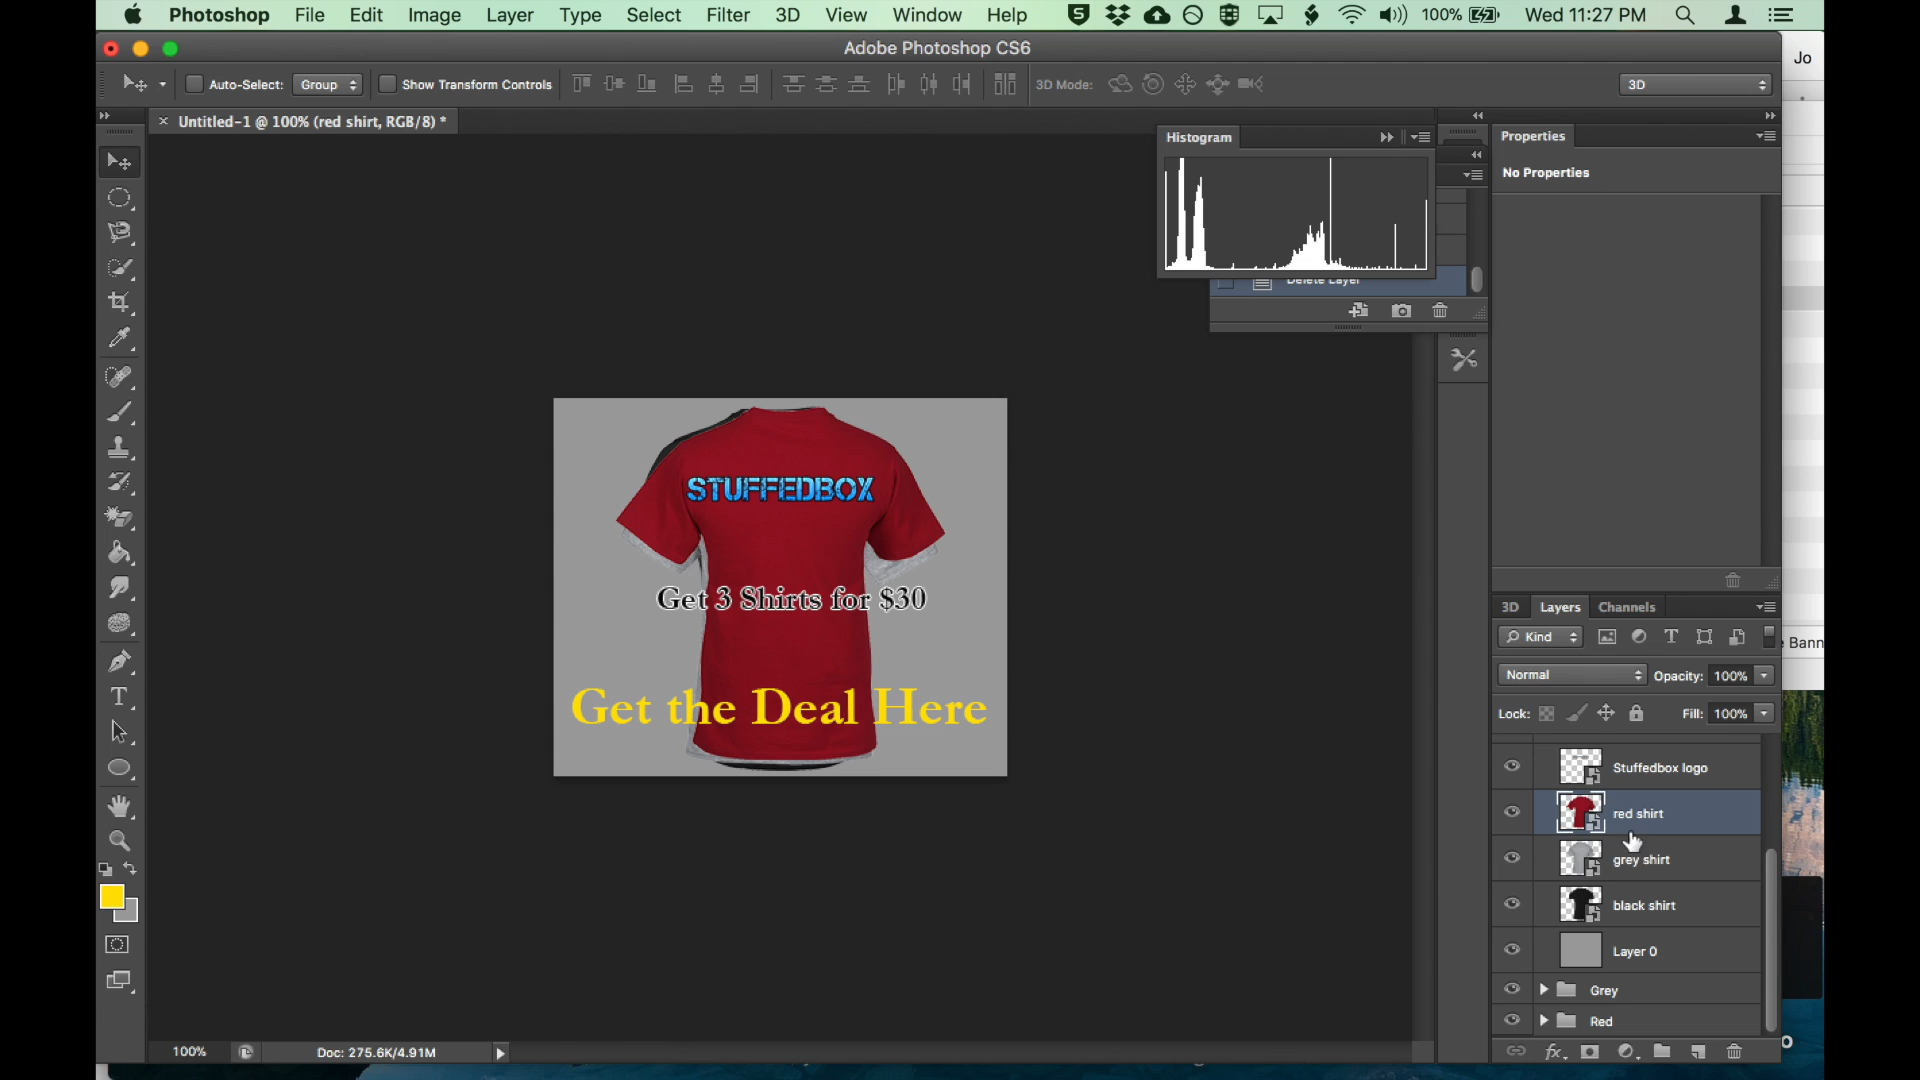 Photoshop File Edit Image Layer Type Select Filter 3D View Window Help 100% Wed 11:27 PM
Adobe Photoshop CS6
Jo
Auto-Select: Group Show Transform Controls 3D Mode: 3D
Untitled-1 @ 100% (red shirt, RGB/8) *
Histogram
Properties
No Properties
Delete Layer
STUFFEDBOX
Get 3 Shirts for $30
Get the Deal Here
3D Layers Channels
Kind
Bann
Normal Opacity: 100%
Lock: Fill: 100%
Stuffedbox logo
red shirt
grey shirt
black shirt
Layer 0
Grey
Red
100% Doc: 275.6K/4.91M